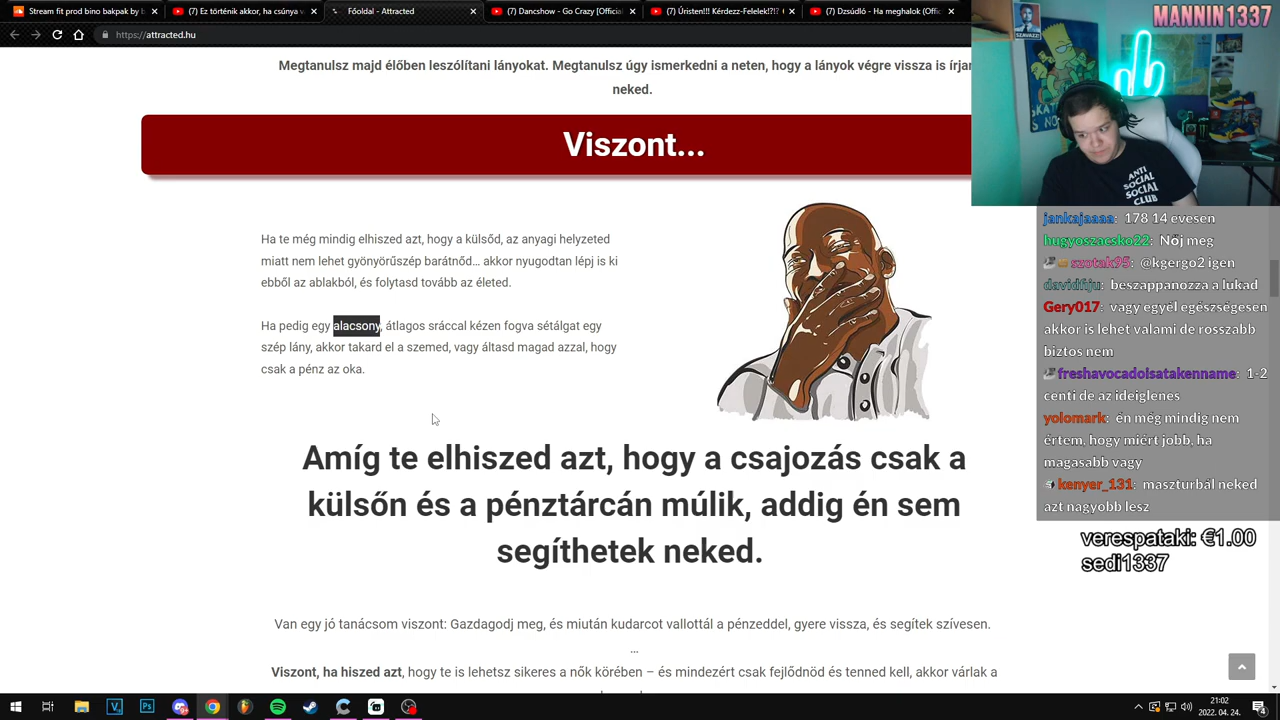 Stream fit prod bino bakpak by b
(7) Ez történik akkor, ha csúnya v
Főoldal - Attracted
(7) Dancshow - Go Crazy [Official
(7) Úristen!!! Kérdezz-Felelek!?!?
(7) Dzsúdló - Ha meghalok (Offic
https://attracted.hu
MANNIN1337
SZAVAZZ!
ANTI
SOCIAL
SOCIAL
CLUB
Megtanulsz majd élőben leszólítani lányokat. Megtanulsz úgy ismerkedni a neten, hogy a lányok végre vissza is írjan
neked.
Viszont...
Ha te még mindig elhiszed azt, hogy a külsőd, az anyagi helyzeted
miatt nem lehet gyönyörűszép barátnőd... akkor nyugodtan lépj is ki
ebből az ablakból, és folytasd tovább az életed.
Ha pedig egy alacsony, átlagos sráccal kézen fogva sétálgat egy
szép lány, akkor takard el a szemed, vagy áltasd magad azzal, hogy
csak a pénz az oka.
Amíg te elhiszed azt, hogy a csajozás csak a
külsőn és a pénztárcán múlik, addig én sem
segíthetek neked.
Van egy jó tanácsom viszont: Gazdagodj meg, és miután kudarcot vallottál a pénzeddel, gyere vissza, és segítek szívesen.
...
Viszont, ha hiszed azt, hogy te is lehetsz sikeres a nők körében – és mindezért csak fejlődnöd és tenned kell, akkor várlak a
jankajaaaa: 178 14 évesen
hugyoszacsko22: Nőj meg
szotak95: @kgergo2 igen
davidfiju: beszappanozza a lukad
Gery017: vagy egyél egészségesen
akkor is lehet valami de rosszabb
biztos nem
freshavocadoisatakenname: 1-2
centi de az ideiglenes
yolomark: én még mindig nem
értem, hogy miért jobb, ha
magasabb vagy
kenyer_131: maszturbál neked
azt nagyobb lesz
verespataki: €1.00
sedi1337
21:02
2022. 04. 24.
4